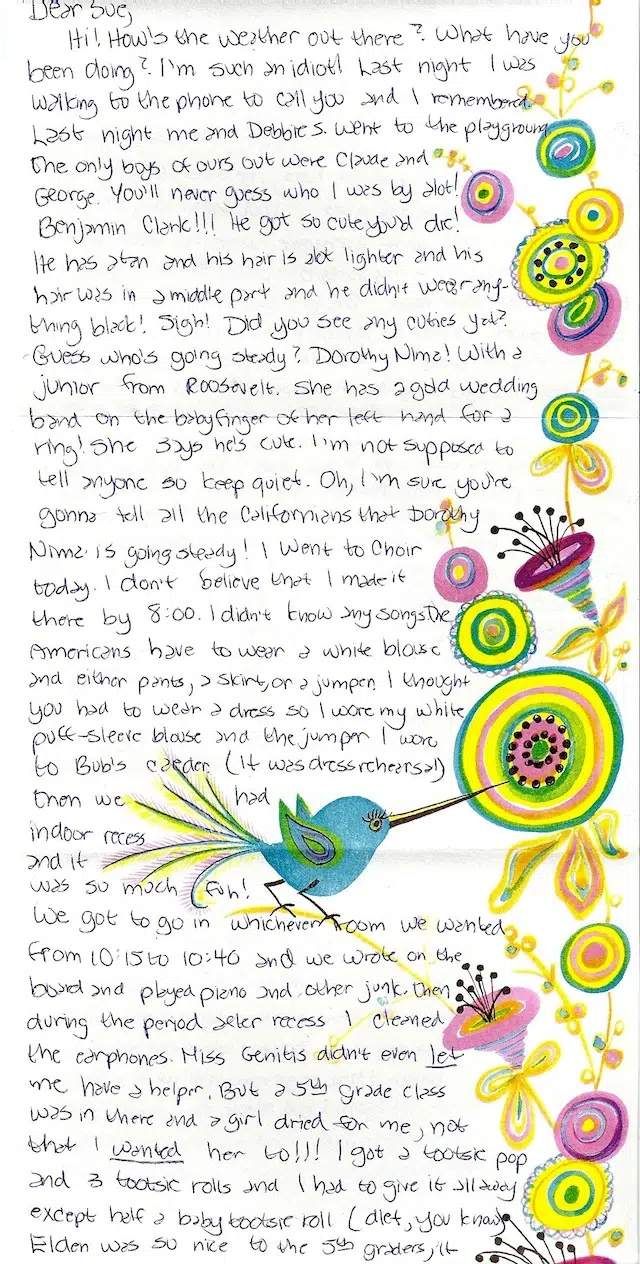 Dear Sue,
Hi! How's the weather out there? What have you
been doing? I'm such an idiot! Last night I was
walking to the phone to call you and I remembered.
Last night me and Debbie S. went to the playground
The only boys of ours out were Claude and
George. You'll never guess who I was by alot!
Benjamin Clark!!! He got so cute you'd die!
He has a tan and his hair is alot lighter and his
hair was in a middle part and he didn't wear any-
thing black! Sigh! Did you see any cuties yet?
Guess who's going steady? Dorothy Nima! With a
junior from Roosevelt. She has a gold wedding
band on the baby finger of her left hand for a
ring! She says he's cute. I'm not supposed to
tell anyone so keep quiet. Oh, I'm sure you're
gonna tell all the Californians that Dorothy
Nima is going steady! I went to Choir
today. I don't believe that I made it
there by 8:00. I didn't know any songs. The
Americans have to wear a white blouse
and either pants, a skirt, or a jumper. I thought
you had to wear a dress so I wore my white
puff-sleeve blouse and the jumper I wore
to Bub's (It was dress rehearsal)
then we had
indoor recess
and it
was so much fun!
We got to go in whichever room we wanted
from 10:15 to 10:40 and we wrote on the
board and played piano and other junk. Then
during the period after recess I cleaned
the earphones. Miss Genitis didn't even let
me have a helper. But a 5th grade class
was in there and a girl dried for me, not
that I wanted her to!!! I got a tootsie pop
and 3 tootsie rolls and I had to give it all away
except half a baby tootsie roll (diet, you know)
Elden was so nice to the 5th graders, it